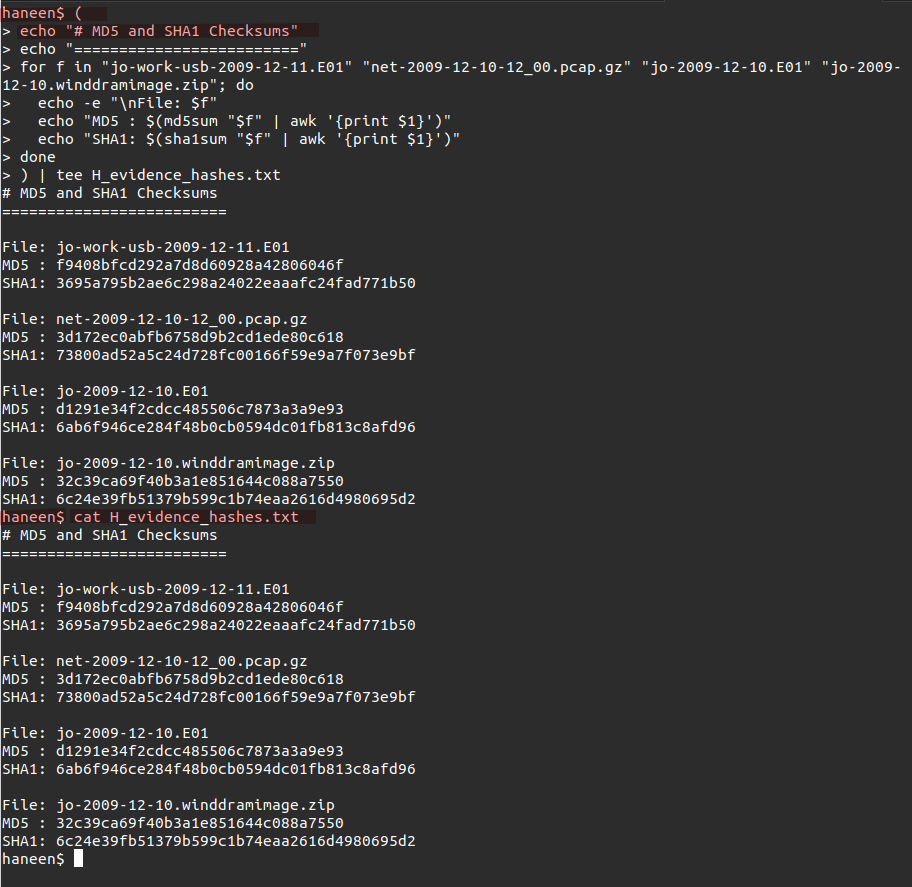 haneen$ (
> echo "# MD5 and SHA1 Checksums"
> echo "========================="
> for f in "jo-work-usb-2009-12-11.E01" "net-2009-12-10-12_00.pcap.gz" "jo-2009-12-10.E01" "jo-2009-
12-10.winddramimage.zip"; do
>   echo -e "\nFile: $f"
>   echo "MD5 : $(md5sum "$f" | awk '{print $1}')"
>   echo "SHA1: $(sha1sum "$f" | awk '{print $1}')"
> done
> ) | tee H_evidence_hashes.txt
# MD5 and SHA1 Checksums
=========================
File: jo-work-usb-2009-12-11.E01
MD5 : f9408bfcd292a7d8d60928a42806046f
SHA1: 3695a795b2ae6c298a24022eaaafc24fad771b50
File: net-2009-12-10-12_00.pcap.gz
MD5 : 3d172ec0abfb6758d9b2cd1ede80c618
SHA1: 73800ad52a5c24d728fc00166f59e9a7f073e9bf
File: jo-2009-12-10.E01
MD5 : d1291e34f2cdcc485506c7873a3a9e93
SHA1: 6ab6f946ce284f48b0cb0594dc01fb813c8afd96
File: jo-2009-12-10.winddramimage.zip
MD5 : 32c39ca69f40b3a1e851644c088a7550
SHA1: 6c24e39fb51379b599c1b74eaa2616d4980695d2
haneen$ cat H_evidence_hashes.txt
# MD5 and SHA1 Checksums
=========================
File: jo-work-usb-2009-12-11.E01
MD5 : f9408bfcd292a7d8d60928a42806046f
SHA1: 3695a795b2ae6c298a24022eaaafc24fad771b50
File: net-2009-12-10-12_00.pcap.gz
MD5 : 3d172ec0abfb6758d9b2cd1ede80c618
SHA1: 73800ad52a5c24d728fc00166f59e9a7f073e9bf
File: jo-2009-12-10.E01
MD5 : d1291e34f2cdcc485506c7873a3a9e93
SHA1: 6ab6f946ce284f48b0cb0594dc01fb813c8afd96
File: jo-2009-12-10.winddramimage.zip
MD5 : 32c39ca69f40b3a1e851644c088a7550
SHA1: 6c24e39fb51379b599c1b74eaa2616d4980695d2
haneen$